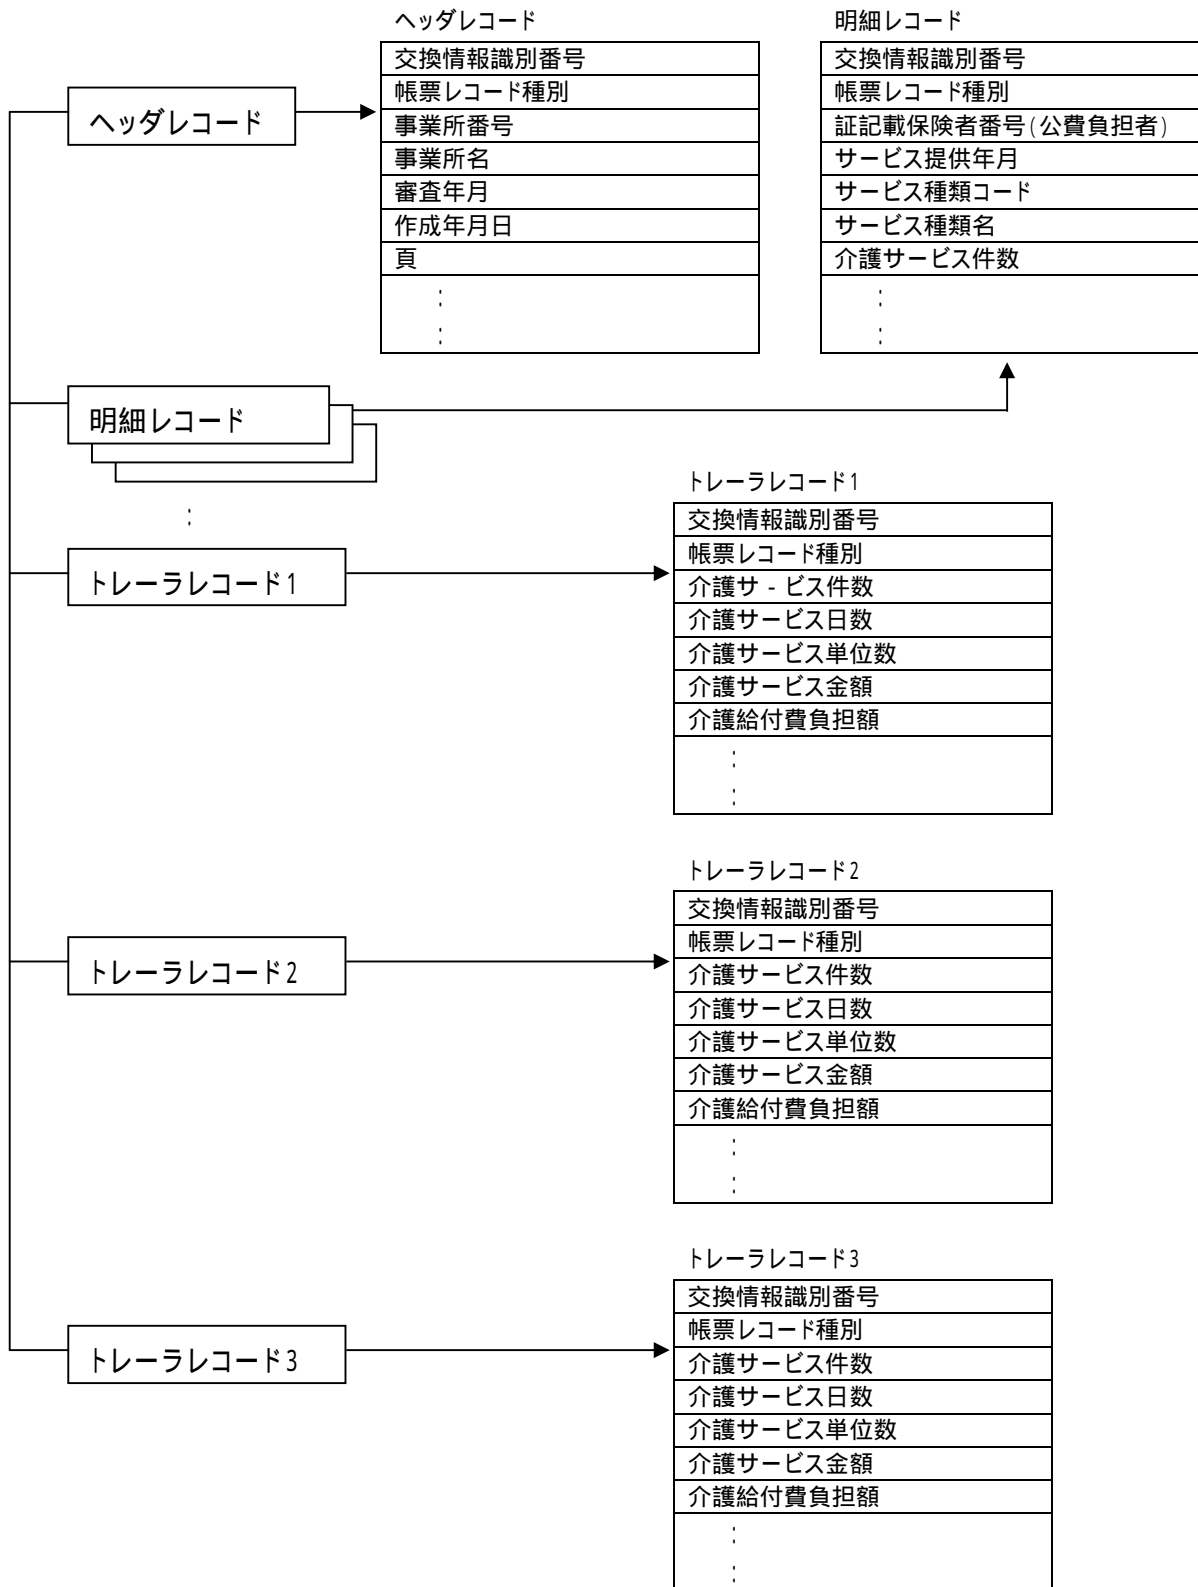 ヘッダレコード
交換情報識別番号
帳票レコード種別
事業所番号
事業所名
審査年月
作成年月日
頁
:
:
明細レコード
交換情報識別番号
帳票レコード種別
証記載保険者番号(公費負担者)
サービス提供年月
サービス種類コード
サービス種類名
介護サービス件数
:
:
ヘッダレコード
明細レコード
:
トレーラレコード1
トレーラレコード1
交換情報識別番号
帳票レコード種別
介護サ-ビス件数
介護サービス日数
介護サービス単位数
介護サービス金額
介護給付費負担額
:
:
トレーラレコード2
トレーラレコード2
交換情報識別番号
帳票レコード種別
介護サービス件数
介護サービス日数
介護サービス単位数
介護サービス金額
介護給付費負担額
:
:
トレーラレコード3
トレーラレコード3
交換情報識別番号
帳票レコード種別
介護サービス件数
介護サービス日数
介護サービス単位数
介護サービス金額
介護給付費負担額
:
: